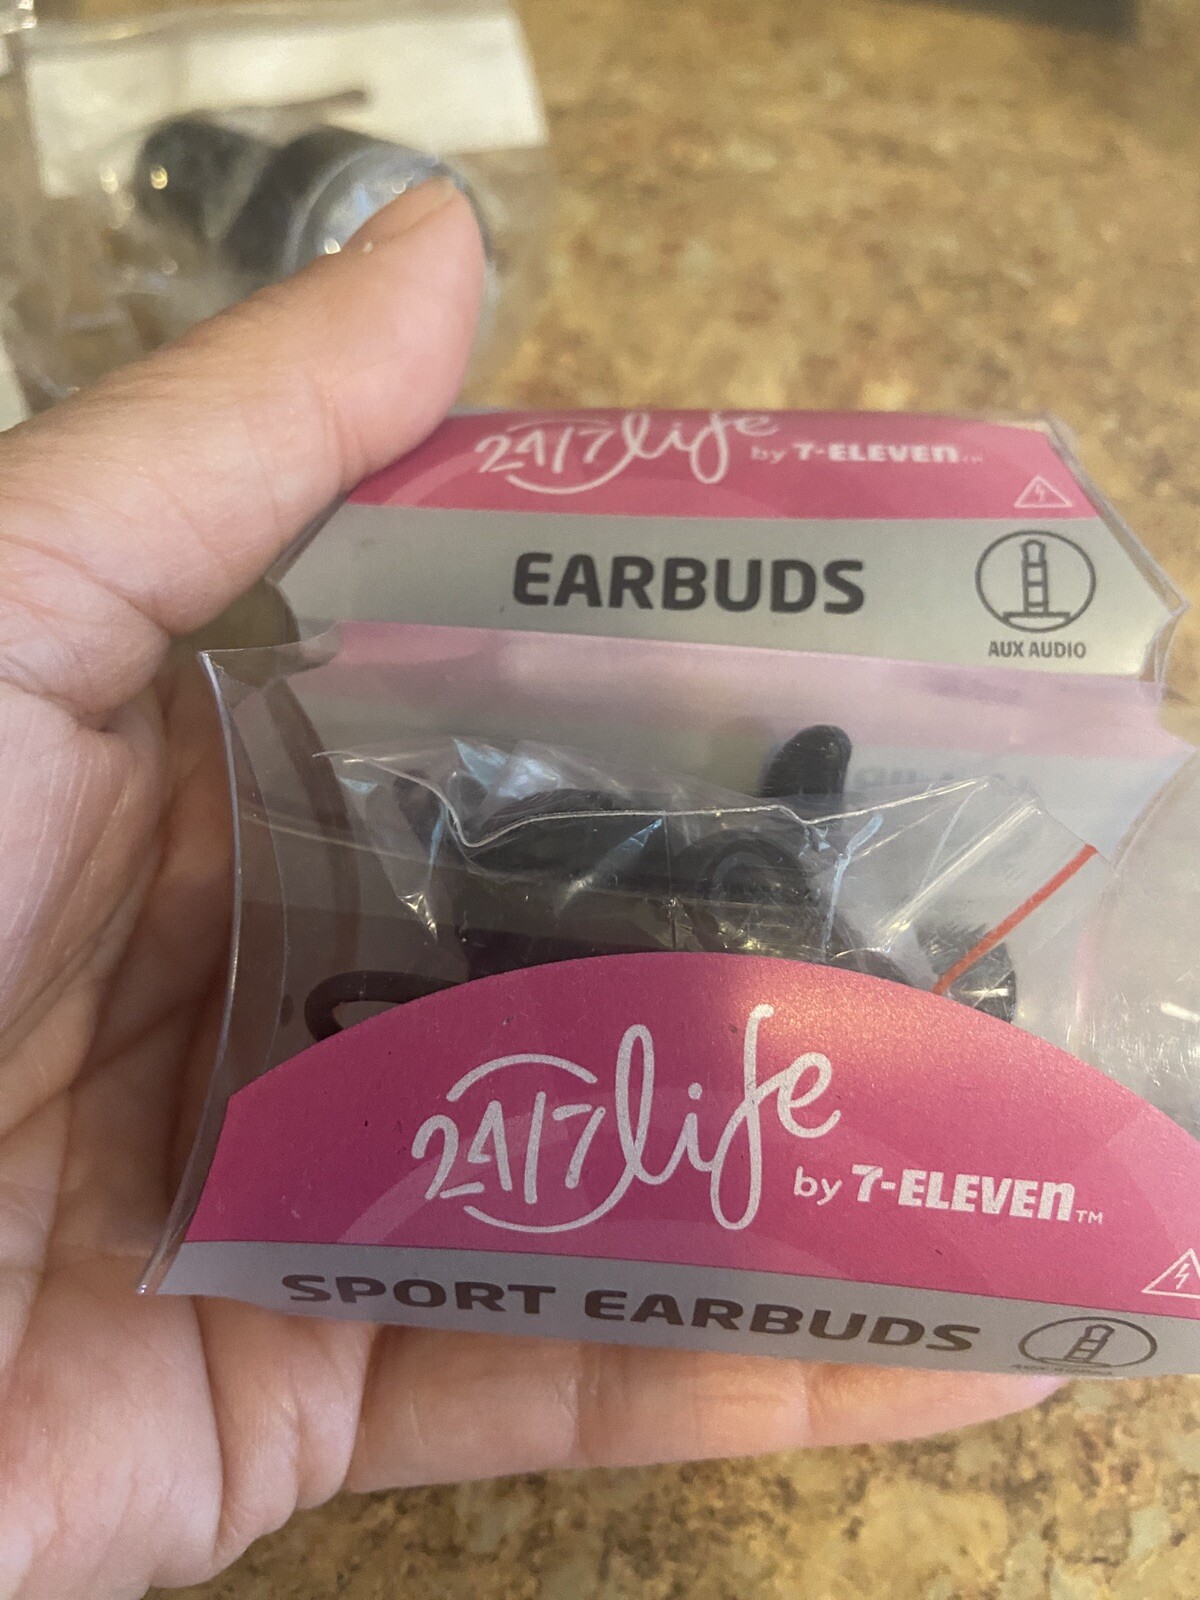 24/7 life by 7-ELEVEN™
EARBUDS
AUX AUDIO
24/7 life
by 7-ELEVEN™
SPORT EARBUDS